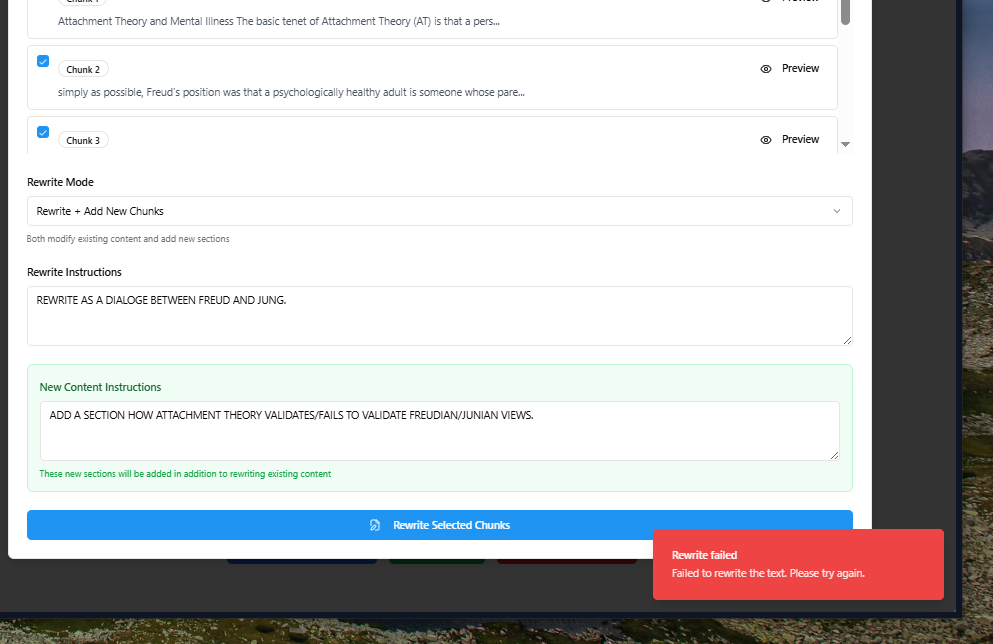 Chunk 1
Preview
Attachment Theory and Mental Illness The basic tenet of Attachment Theory (AT) is that a pers...
Chunk 2
Preview
simply as possible, Freud's position was that a psychologically healthy adult is someone whose pare...
Chunk 3
Preview
Rewrite Mode
Rewrite + Add New Chunks
Both modify existing content and add new sections
Rewrite Instructions
REWRITE AS A DIALOGE BETWEEN FREUD AND JUNG.
New Content Instructions
ADD A SECTION HOW ATTACHMENT THEORY VALIDATES/FAILS TO VALIDATE FREUDIAN/JUNIAN VIEWS.
These new sections will be added in addition to rewriting existing content
Rewrite Selected Chunks
Rewrite failed
Failed to rewrite the text. Please try again.